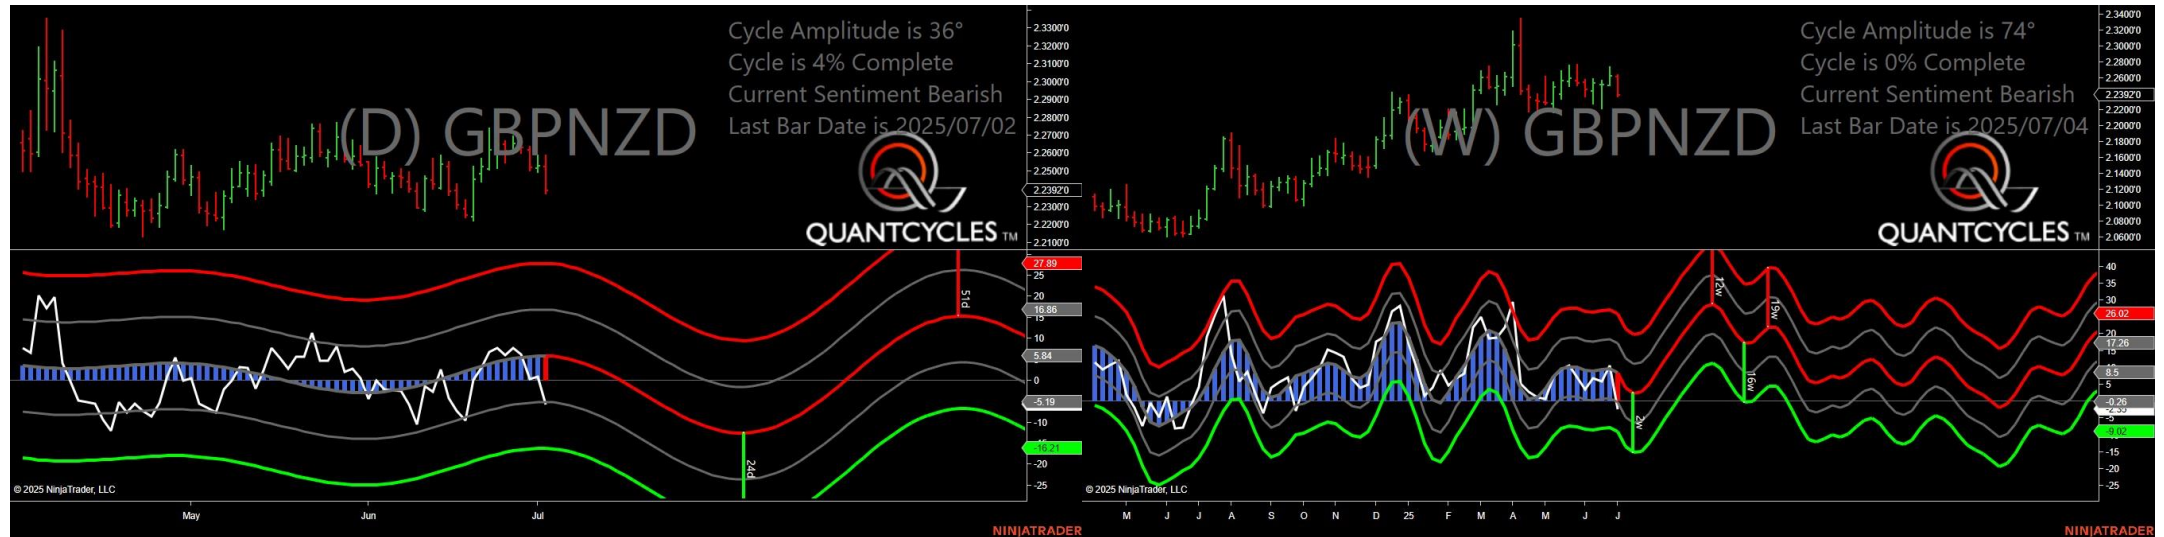 Cycle Amplitude is 36°
Cycle is 4% Complete
Current Sentiment Bearish
Last Bar Date is 2025/07/02
(D) GBPNZD
QUANTCYCLES TM
2.3300'0
2.3200'0
2.3100'0
2.3000'0
2.2900'0
2.2800'0
2.2700'0
2.2600'0
2.2500'0
2.2392'0
2.2300'0
2.2200'0
2.2100'0
27.89
25
20
16.86
15
10
5.84
0
-5.19
-10
-16.21
-20
-25
51d
24d
© 2025 NinjaTrader, LLC
May
Jun
Jul
NINJATRADER
Cycle Amplitude is 74°
Cycle is 0% Complete
Current Sentiment Bearish
Last Bar Date is 2025/07/04
(W) GBPNZD
QUANTCYCLES TM
2.3400'0
2.3200'0
2.3000'0
2.2800'0
2.2600'0
2.2392'0
2.2200'0
2.2000'0
2.1800'0
2.1600'0
2.1400'0
2.1200'0
2.1000'0
2.0800'0
2.0600'0
40
35
30
26.02
20
17.26
15
8.5
5
-0.26
-2.35
-5
-9.02
-15
-20
-25
12w
19w
16w
2w
© 2025 NinjaTrader, LLC
M J J A S O N D 25 F M A M J J
NINJATRADER